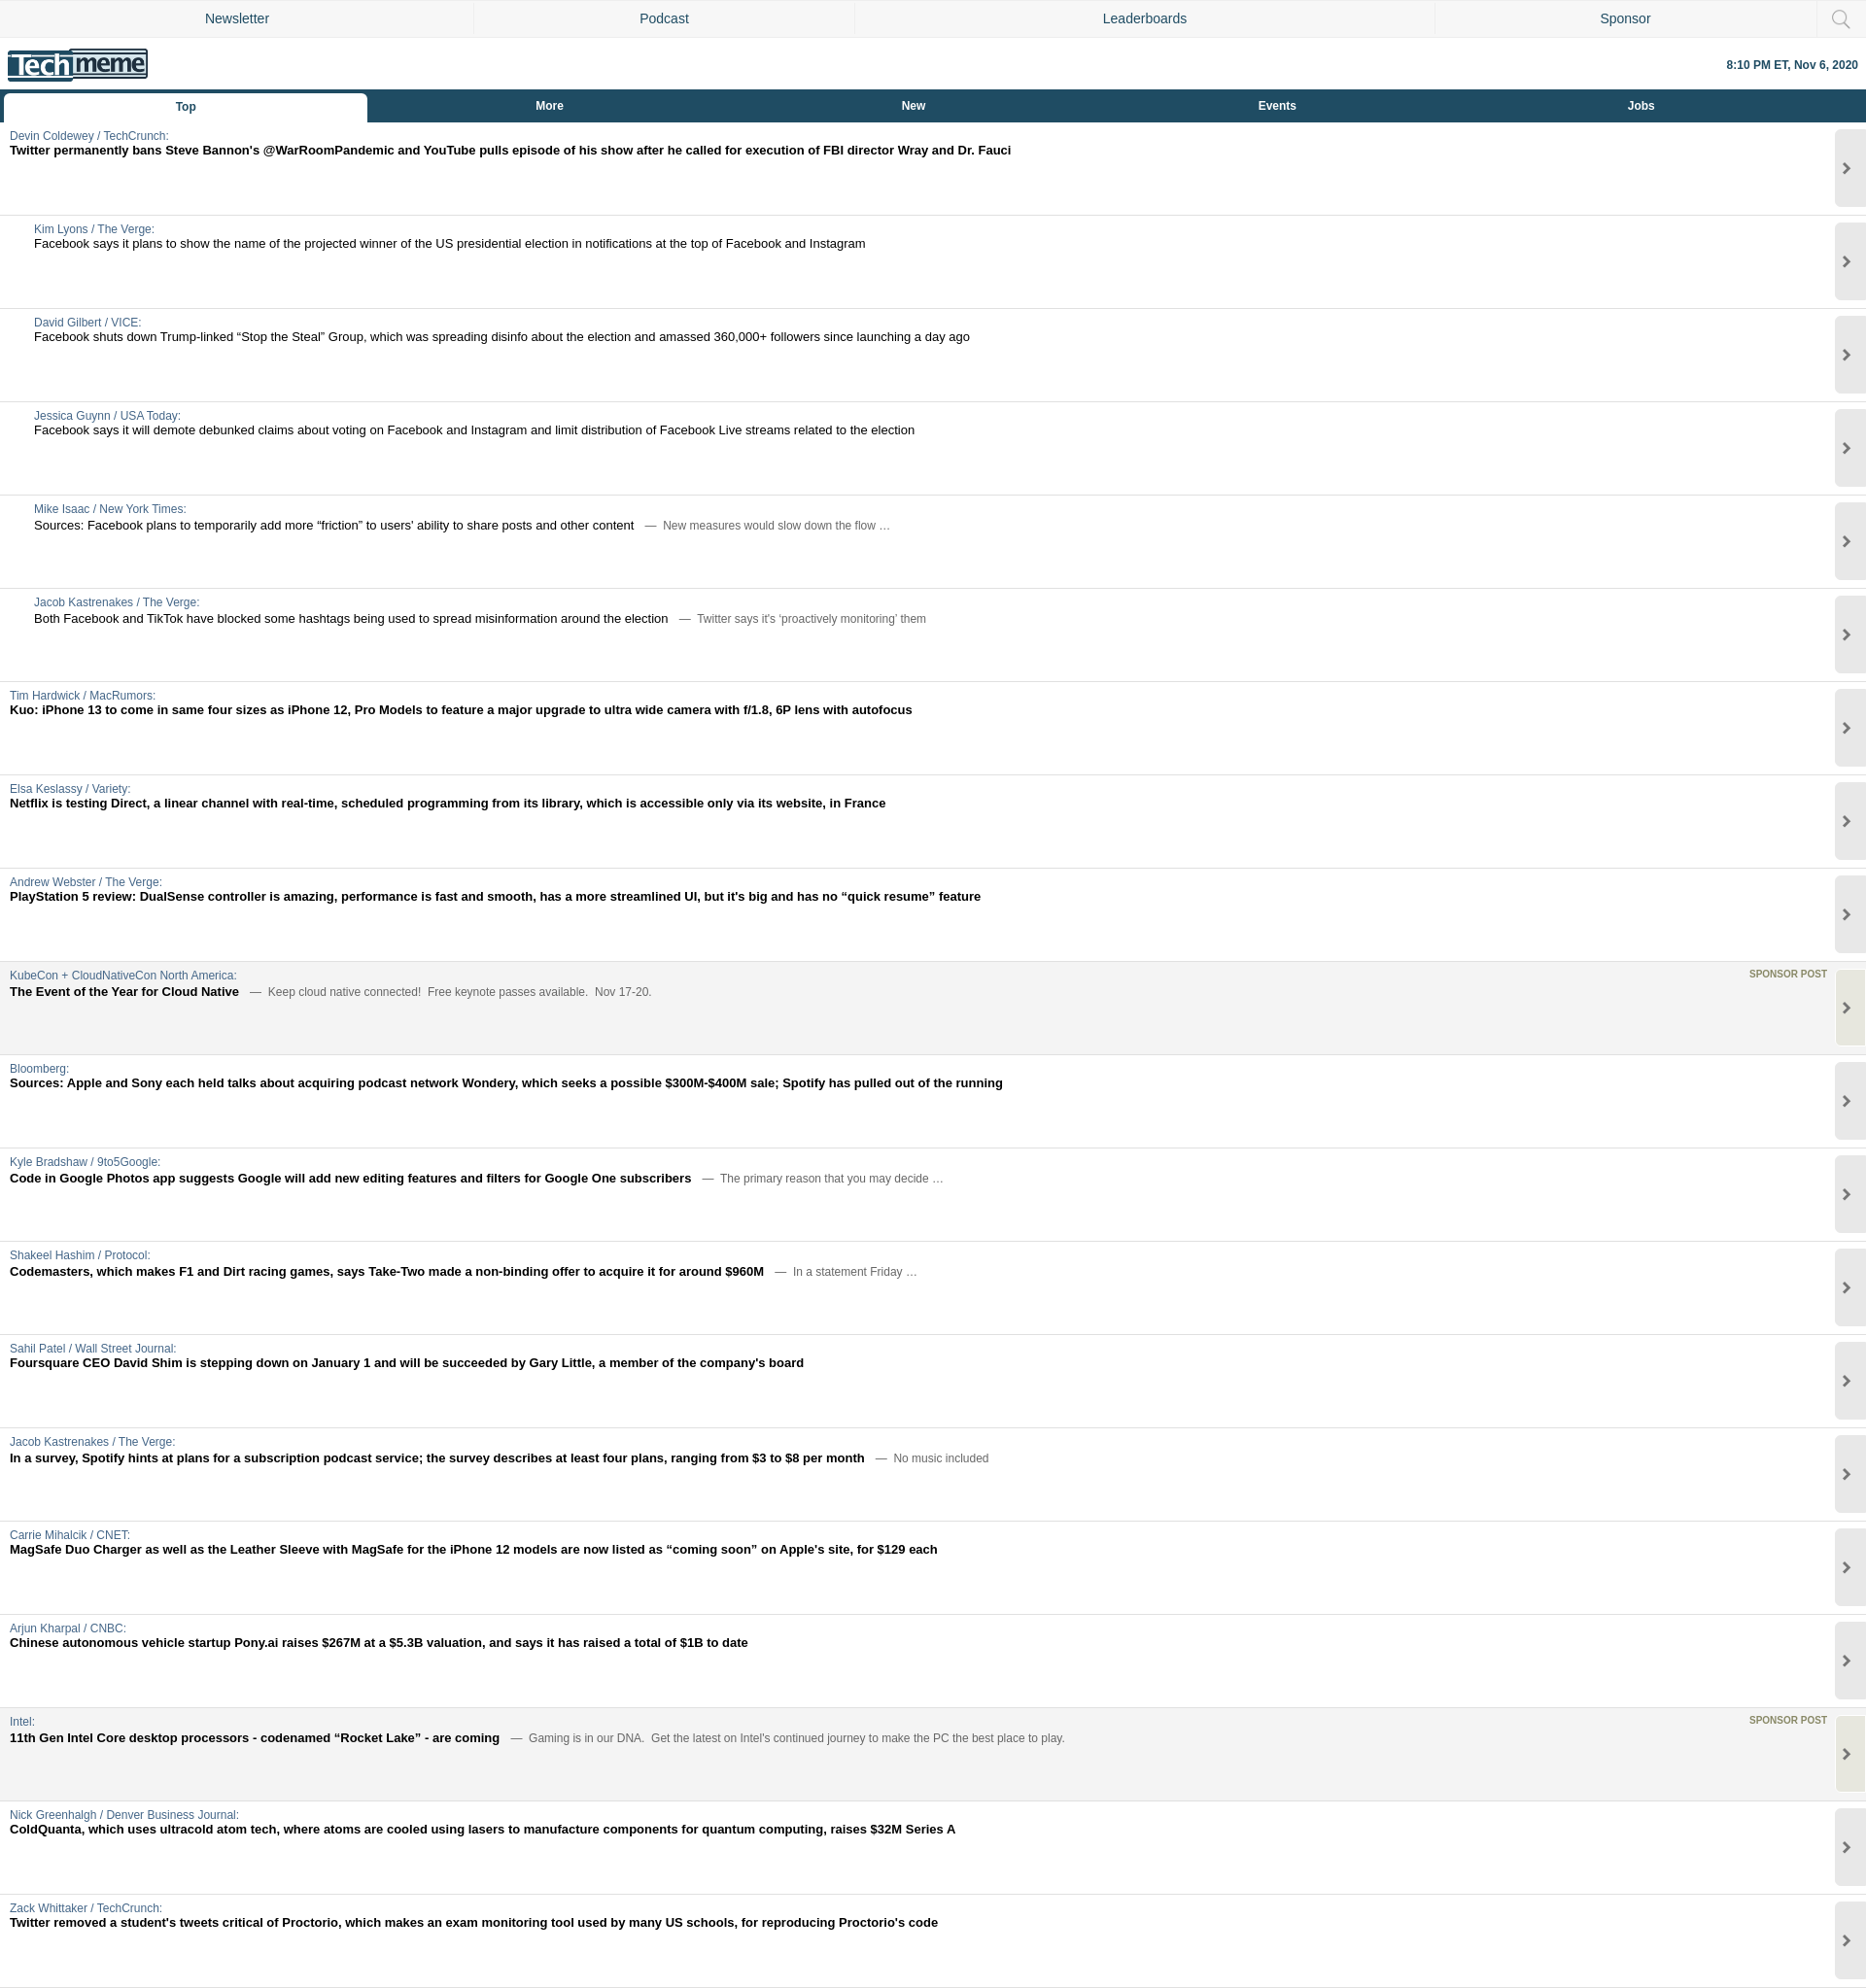 Newsletter
Podcast
Leaderboards
Sponsor
Techmeme
8:10 PM ET, Nov 6, 2020
Top
More
New
Events
Jobs
Devin Coldewey / TechCrunch:
Twitter permanently bans Steve Bannon's @WarRoomPandemic and YouTube pulls episode of his show after he called for execution of FBI director Wray and Dr. Fauci
Kim Lyons / The Verge:
Facebook says it plans to show the name of the projected winner of the US presidential election in notifications at the top of Facebook and Instagram
David Gilbert / VICE:
Facebook shuts down Trump-linked “Stop the Steal” Group, which was spreading disinfo about the election and amassed 360,000+ followers since launching a day ago
Jessica Guynn / USA Today:
Facebook says it will demote debunked claims about voting on Facebook and Instagram and limit distribution of Facebook Live streams related to the election
Mike Isaac / New York Times:
Sources: Facebook plans to temporarily add more “friction” to users' ability to share posts and other content — New measures would slow down the flow …
Jacob Kastrenakes / The Verge:
Both Facebook and TikTok have blocked some hashtags being used to spread misinformation around the election — Twitter says it's ‘proactively monitoring’ them
Tim Hardwick / MacRumors:
Kuo: iPhone 13 to come in same four sizes as iPhone 12, Pro Models to feature a major upgrade to ultra wide camera with f/1.8, 6P lens with autofocus
Elsa Keslassy / Variety:
Netflix is testing Direct, a linear channel with real-time, scheduled programming from its library, which is accessible only via its website, in France
Andrew Webster / The Verge:
PlayStation 5 review: DualSense controller is amazing, performance is fast and smooth, has a more streamlined UI, but it's big and has no “quick resume” feature
KubeCon + CloudNativeCon North America:
SPONSOR POST
The Event of the Year for Cloud Native — Keep cloud native connected! Free keynote passes available. Nov 17-20.
Bloomberg:
Sources: Apple and Sony each held talks about acquiring podcast network Wondery, which seeks a possible $300M-$400M sale; Spotify has pulled out of the running
Kyle Bradshaw / 9to5Google:
Code in Google Photos app suggests Google will add new editing features and filters for Google One subscribers — The primary reason that you may decide …
Shakeel Hashim / Protocol:
Codemasters, which makes F1 and Dirt racing games, says Take-Two made a non-binding offer to acquire it for around $960M — In a statement Friday …
Sahil Patel / Wall Street Journal:
Foursquare CEO David Shim is stepping down on January 1 and will be succeeded by Gary Little, a member of the company's board
Jacob Kastrenakes / The Verge:
In a survey, Spotify hints at plans for a subscription podcast service; the survey describes at least four plans, ranging from $3 to $8 per month — No music included
Carrie Mihalcik / CNET:
MagSafe Duo Charger as well as the Leather Sleeve with MagSafe for the iPhone 12 models are now listed as “coming soon” on Apple's site, for $129 each
Arjun Kharpal / CNBC:
Chinese autonomous vehicle startup Pony.ai raises $267M at a $5.3B valuation, and says it has raised a total of $1B to date
Intel:
SPONSOR POST
11th Gen Intel Core desktop processors - codenamed “Rocket Lake” - are coming — Gaming is in our DNA. Get the latest on Intel's continued journey to make the PC the best place to play.
Nick Greenhalgh / Denver Business Journal:
ColdQuanta, which uses ultracold atom tech, where atoms are cooled using lasers to manufacture components for quantum computing, raises $32M Series A
Zack Whittaker / TechCrunch:
Twitter removed a student's tweets critical of Proctorio, which makes an exam monitoring tool used by many US schools, for reproducing Proctorio's code